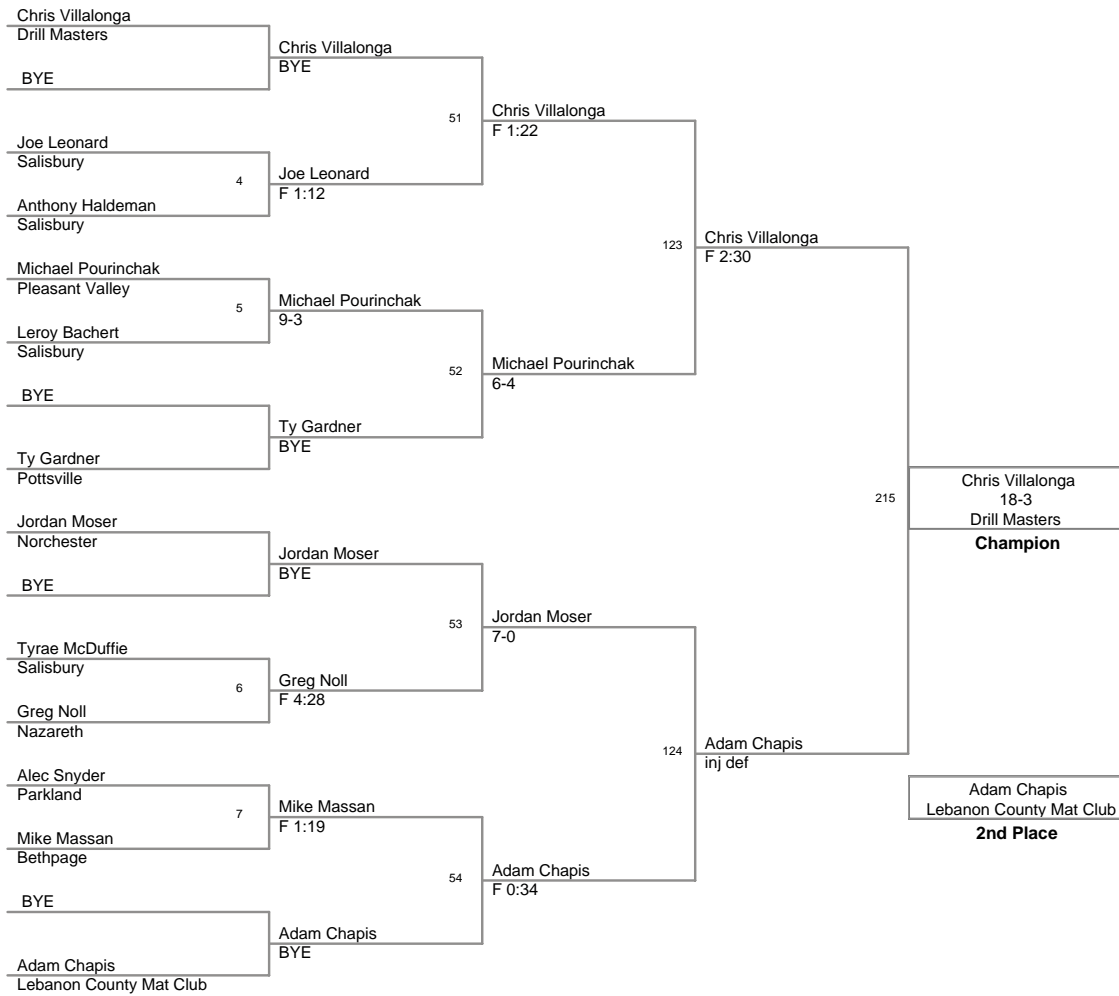 Chris Villalonga
Drill Masters
BYE
Joe Leonard
Salisbury
4
Anthony Haldeman
Salisbury
Michael Pourinchak
Pleasant Valley
5
Leroy Bachert
Salisbury
BYE
Ty Gardner
Pottsville
Jordan Moser
Norchester
BYE
Tyrae McDuffie
Salisbury
6
Greg Noll
Nazareth
Alec Snyder
Parkland
7
Mike Massan
Bethpage
BYE
Adam Chapis
Lebanon County Mat Club
Chris Villalonga
BYE
51
Joe Leonard
F 1:12
Michael Pourinchak
9-3
52
Ty Gardner
BYE
Jordan Moser
BYE
53
Greg Noll
F 4:28
Mike Massan
F 1:19
54
Adam Chapis
BYE
Chris Villalonga
F 1:22
123
Michael Pourinchak
6-4
Jordan Moser
7-0
124
Adam Chapis
F 0:34
Chris Villalonga
F 2:30
215
Adam Chapis
inj def
Chris Villalonga
18-3
Drill Masters
Champion
Adam Chapis
Lebanon County Mat Club
2nd Place